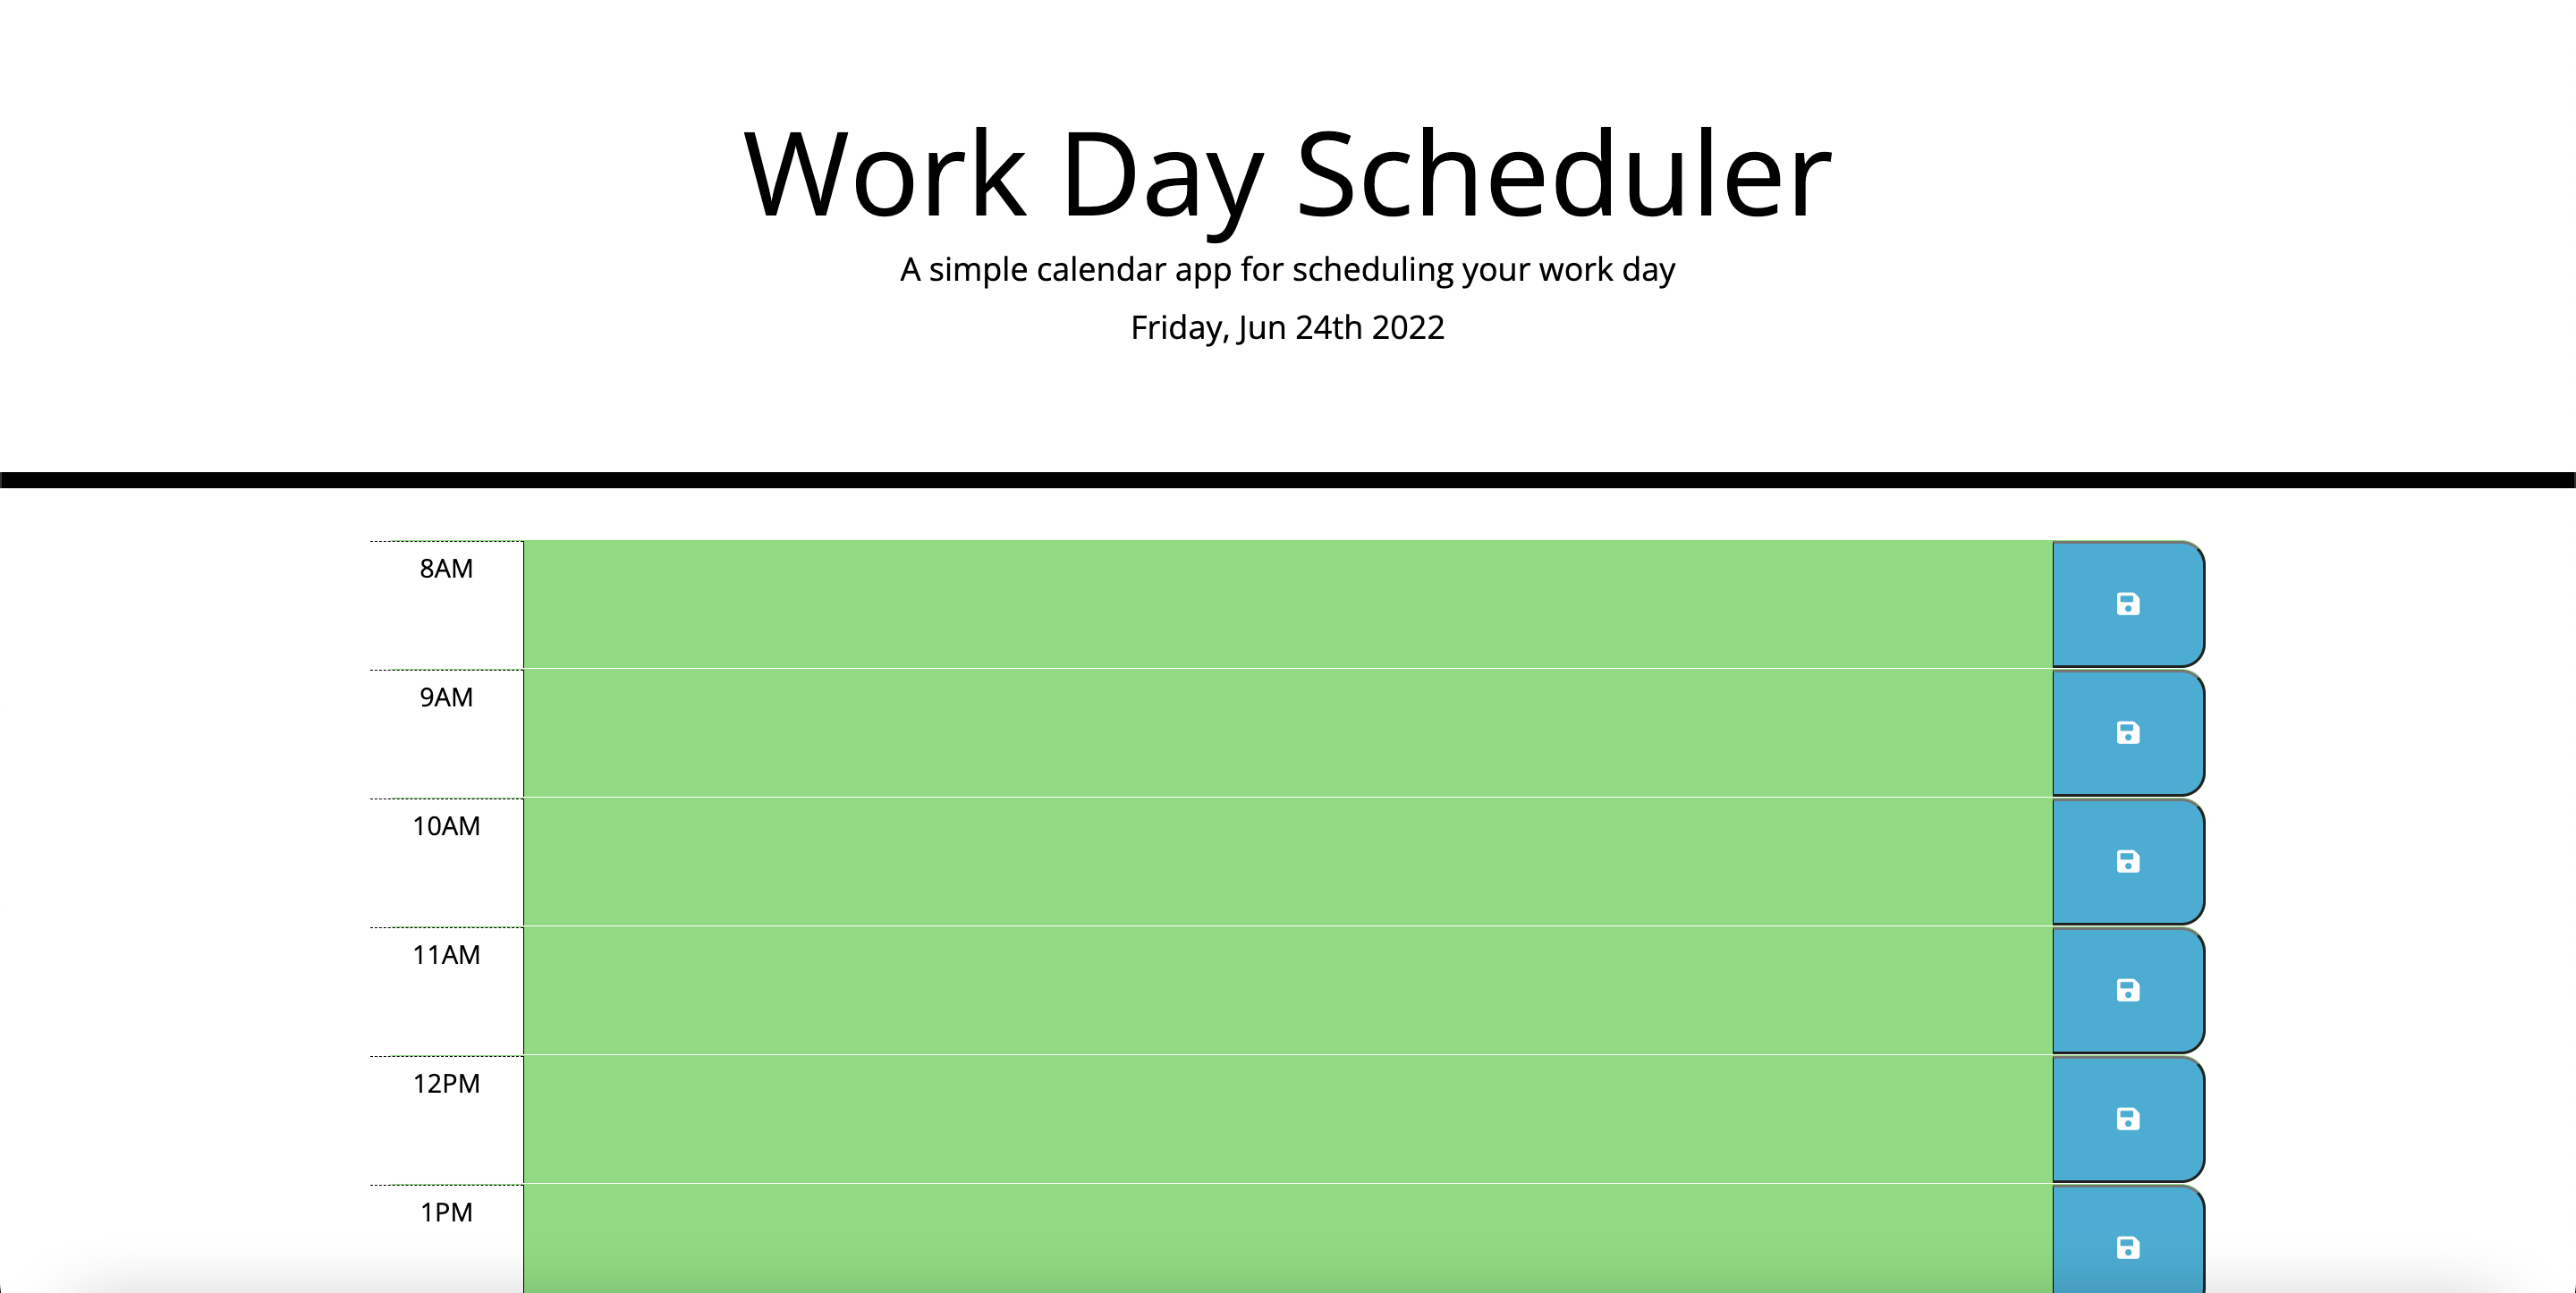 Work Day Scheduler
A simple calendar app for scheduling your work day
Friday, Jun 24th 2022
8AM
9AM
10AM
11AM
12PM
1PM